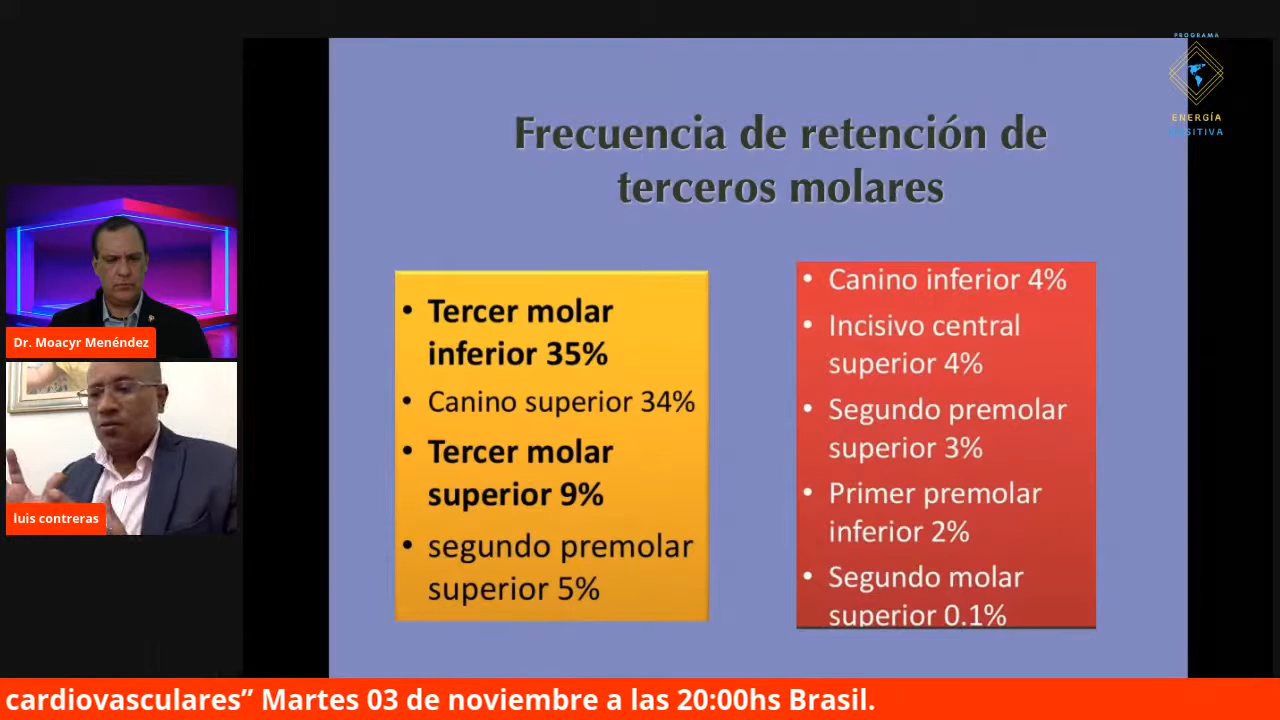 PROGRAMA
ENERGÍA
POSITIVA
Frecuencia de retención de
terceros molares
• Tercer molar
inferior 35%
• Canino superior 34%
• Tercer molar
superior 9%
• segundo premolar
superior 5%
• Canino inferior 4%
• Incisivo central
superior 4%
• Segundo premolar
superior 3%
• Primer premolar
inferior 2%
• Segundo molar
superior 0.1%
Dr. Moacyr Menéndez
luis contreras
cardiovasculares” Martes 03 de noviembre a las 20:00hs Brasil.